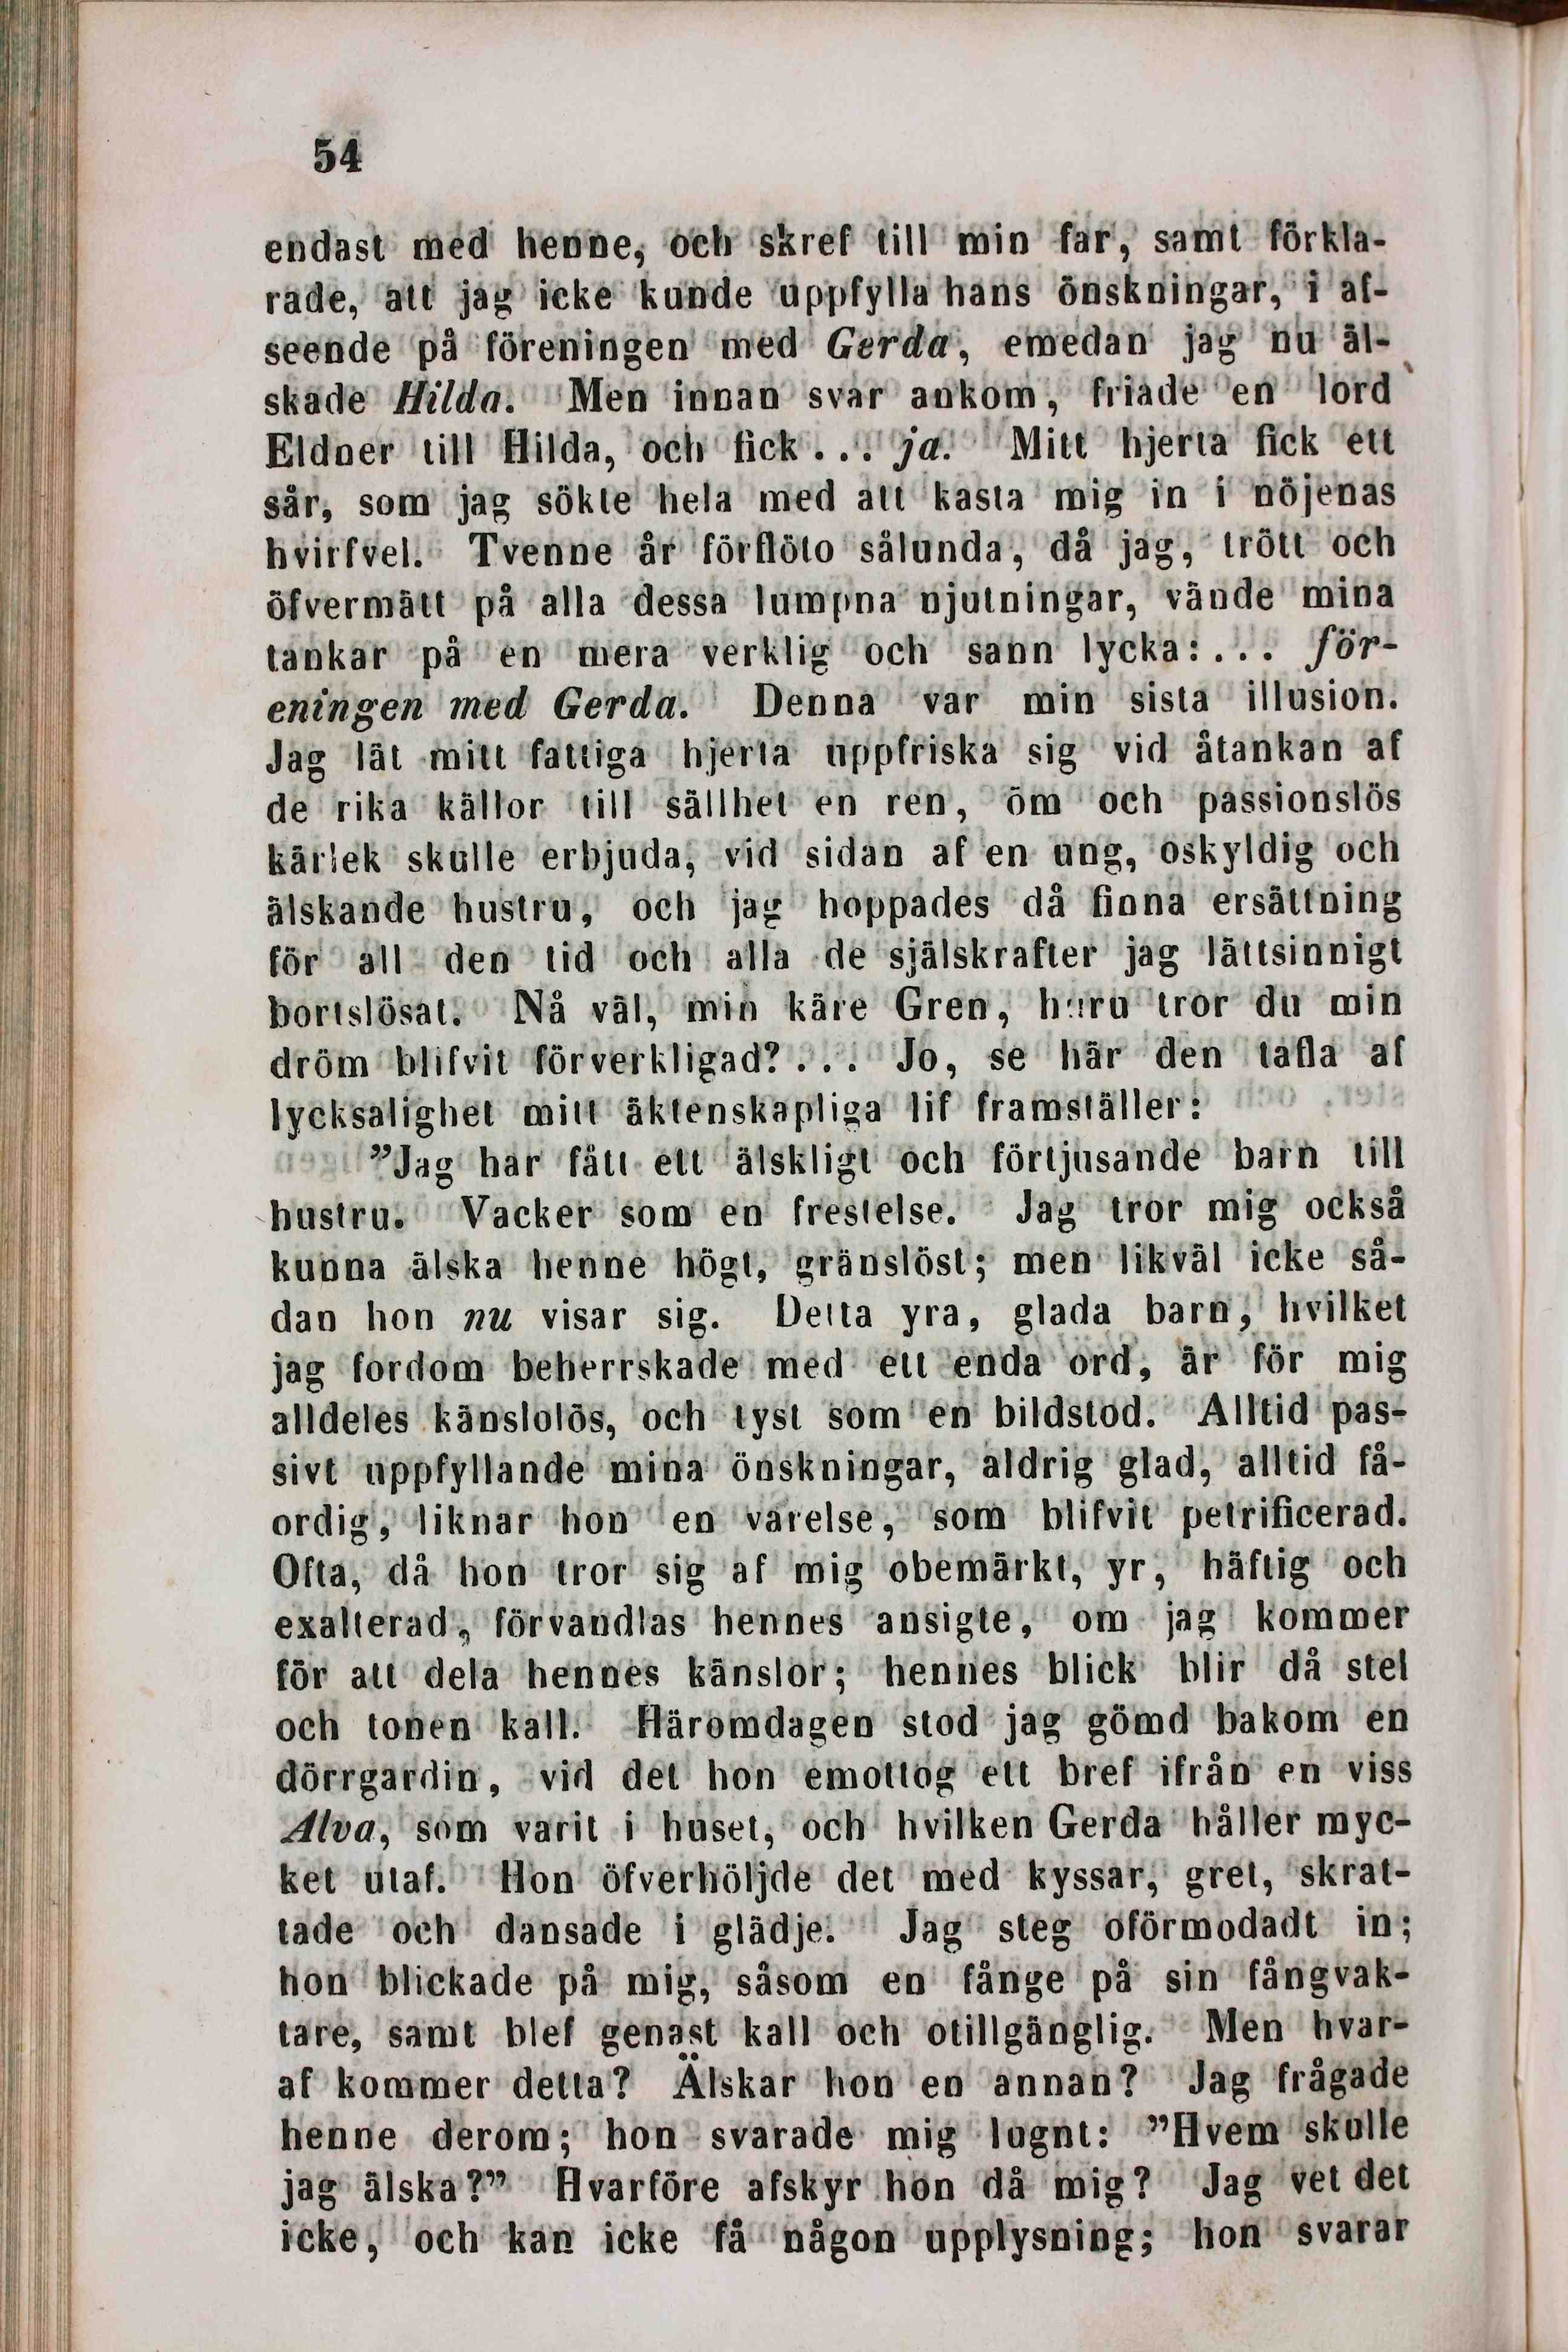 54
endast med henne, och skref till min far, samt förkla-
rade, att jag icke kunde uppfylla hans önskningar, i af-
seende på föreningen med Gerda, emedan jag nu äl-
skade Hilda. Men innan svar ankom, friade en lord
Eldner till Hilda, och fick... ja. Mitt hjerta fick ett
sår, som jag sökte hela med att kasta mig in i nöjenas
hvirfvel. Tvenne år förflöto sålunda, då jag, trött och
öfvermätt på alla dessa lumpna njutningar, vände mina
tankar på en mera verklig och sann lycka:... för-
eningen med Gerda. Denna var min sista illusion.
Jag lät mitt fattiga hjerta uppfriska sig vid åtankan af
de rika källor till sällhet en ren, öm och passionslös
kärlek skulle erbjuda, vid sidan af en ung, oskyldig och
älskande hustru, och jag hoppades då finna ersättning
för all den tid och alla de själskrafter jag lättsinnigt
bortslösat. Nå väl, min käre Gren, huru tror du min
dröm blifvit förverkligad?... Jo, se här den tafla af
lycksalighet mitt äktenskapliga lif framställer:
”Jag har fått ett älskligt och förtjusande barn till
hustru. Vacker som en frestelse. Jag tror mig också
kunna älska henne högt, gränslöst; men likväl icke så-
dan hon nu visar sig. Detta yra, glada barn, hvilket
jag fordom beherrskade med ett enda ord, är för mig
alldeles känslolös, och tyst som en bildstod. Alltid pas-
sivt uppfyllande mina önskningar, aldrig glad, alltid få-
ordig, liknar hon en varelse, som blifvit petrificerad.
Ofta, då hon tror sig af mig obemärkt, yr, häftig och
exalterad, förvandlas hennes ansigte, om jag kommer
för att dela hennes känslor; hennes blick blir då stel
och tonen kall. Häromdagen stod jag gömd bakom en
dörrgardin, vid det hon emottog ett bref ifrån en viss
Alva, som varit i huset, och hvilken Gerda håller myc-
ket utaf. Hon öfverhöljde det med kyssar, gret, skrat-
tade och dansade i glädje. Jag steg oförmodadt in;
hon blickade på mig, såsom en fånge på sin fångvak-
tare, samt blef genast kall och otillgänglig. Men hvar-
af kommer detta? Älskar hon en annan? Jag frågade
henne derom; hon svarade mig lugnt: ”Hvem skulle
jag älska?” Hvarföre afskyr hon då mig? Jag vet det
icke, och kan icke få någon upplysning; hon svarar